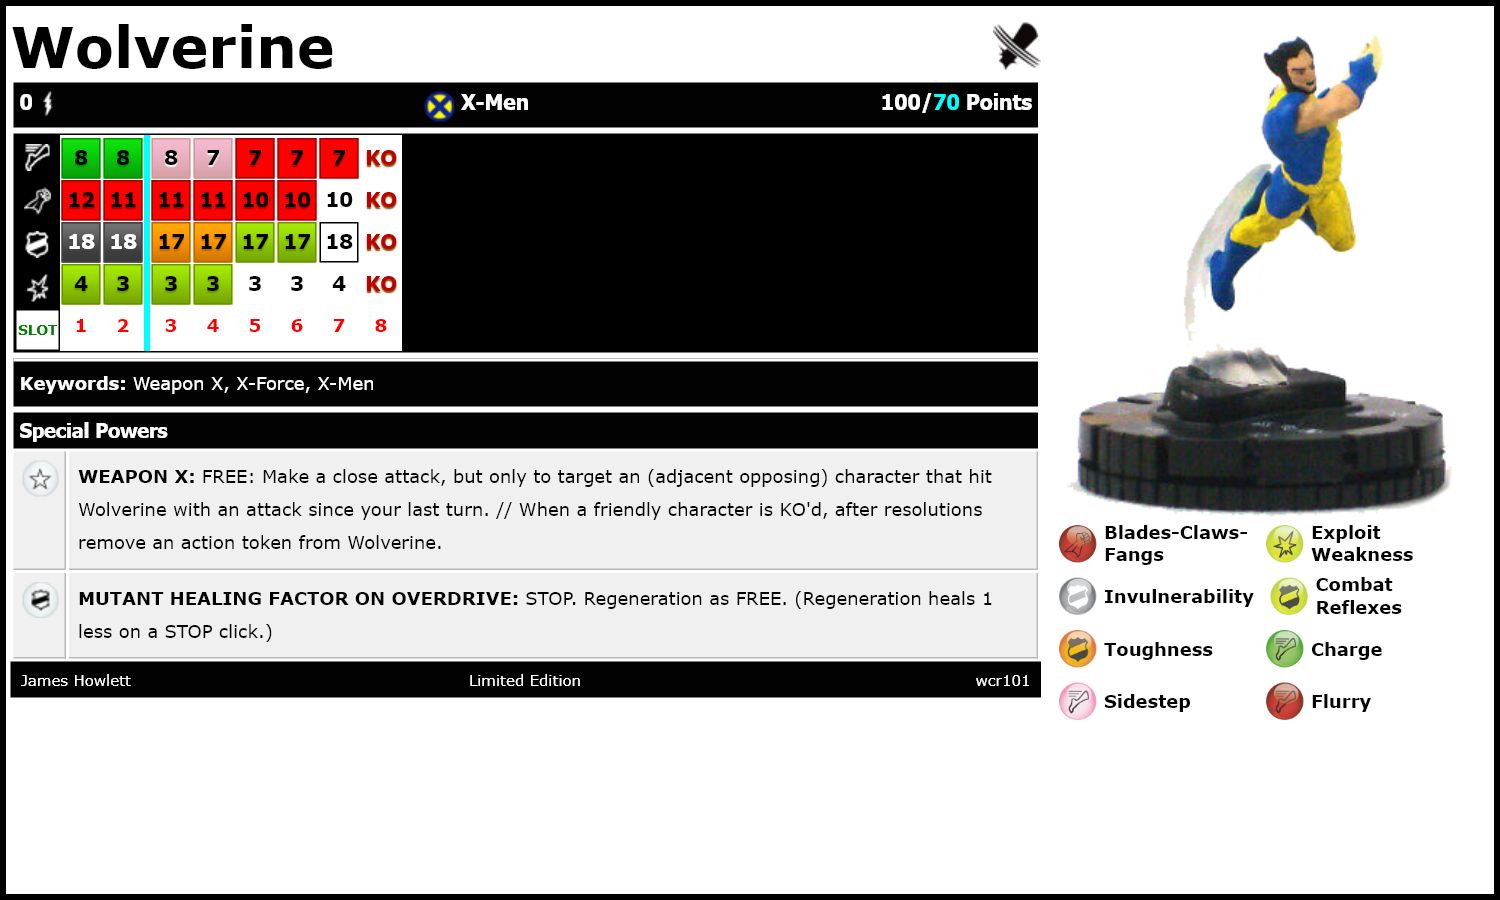 Wolverine
0 X-Men 100/70 Points
8 8 8 7 7 7 7 KO
12 11 11 11 10 10 10 KO
18 18 17 17 17 17 18 KO
4 3 3 3 3 3 4 KO
SLOT 1 2 3 4 5 6 7 8
Keywords: Weapon X, X-Force, X-Men
Special Powers
WEAPON X: FREE: Make a close attack, but only to target an (adjacent opposing) character that hit
Wolverine with an attack since your last turn. // When a friendly character is KO'd, after resolutions
remove an action token from Wolverine.
MUTANT HEALING FACTOR ON OVERDRIVE: STOP. Regeneration as FREE. (Regeneration heals 1
less on a STOP click.)
James Howlett Limited Edition wcr101
Blades-Claws-
Fangs
Exploit
Weakness
Invulnerability
Combat
Reflexes
Toughness
Charge
Sidestep
Flurry